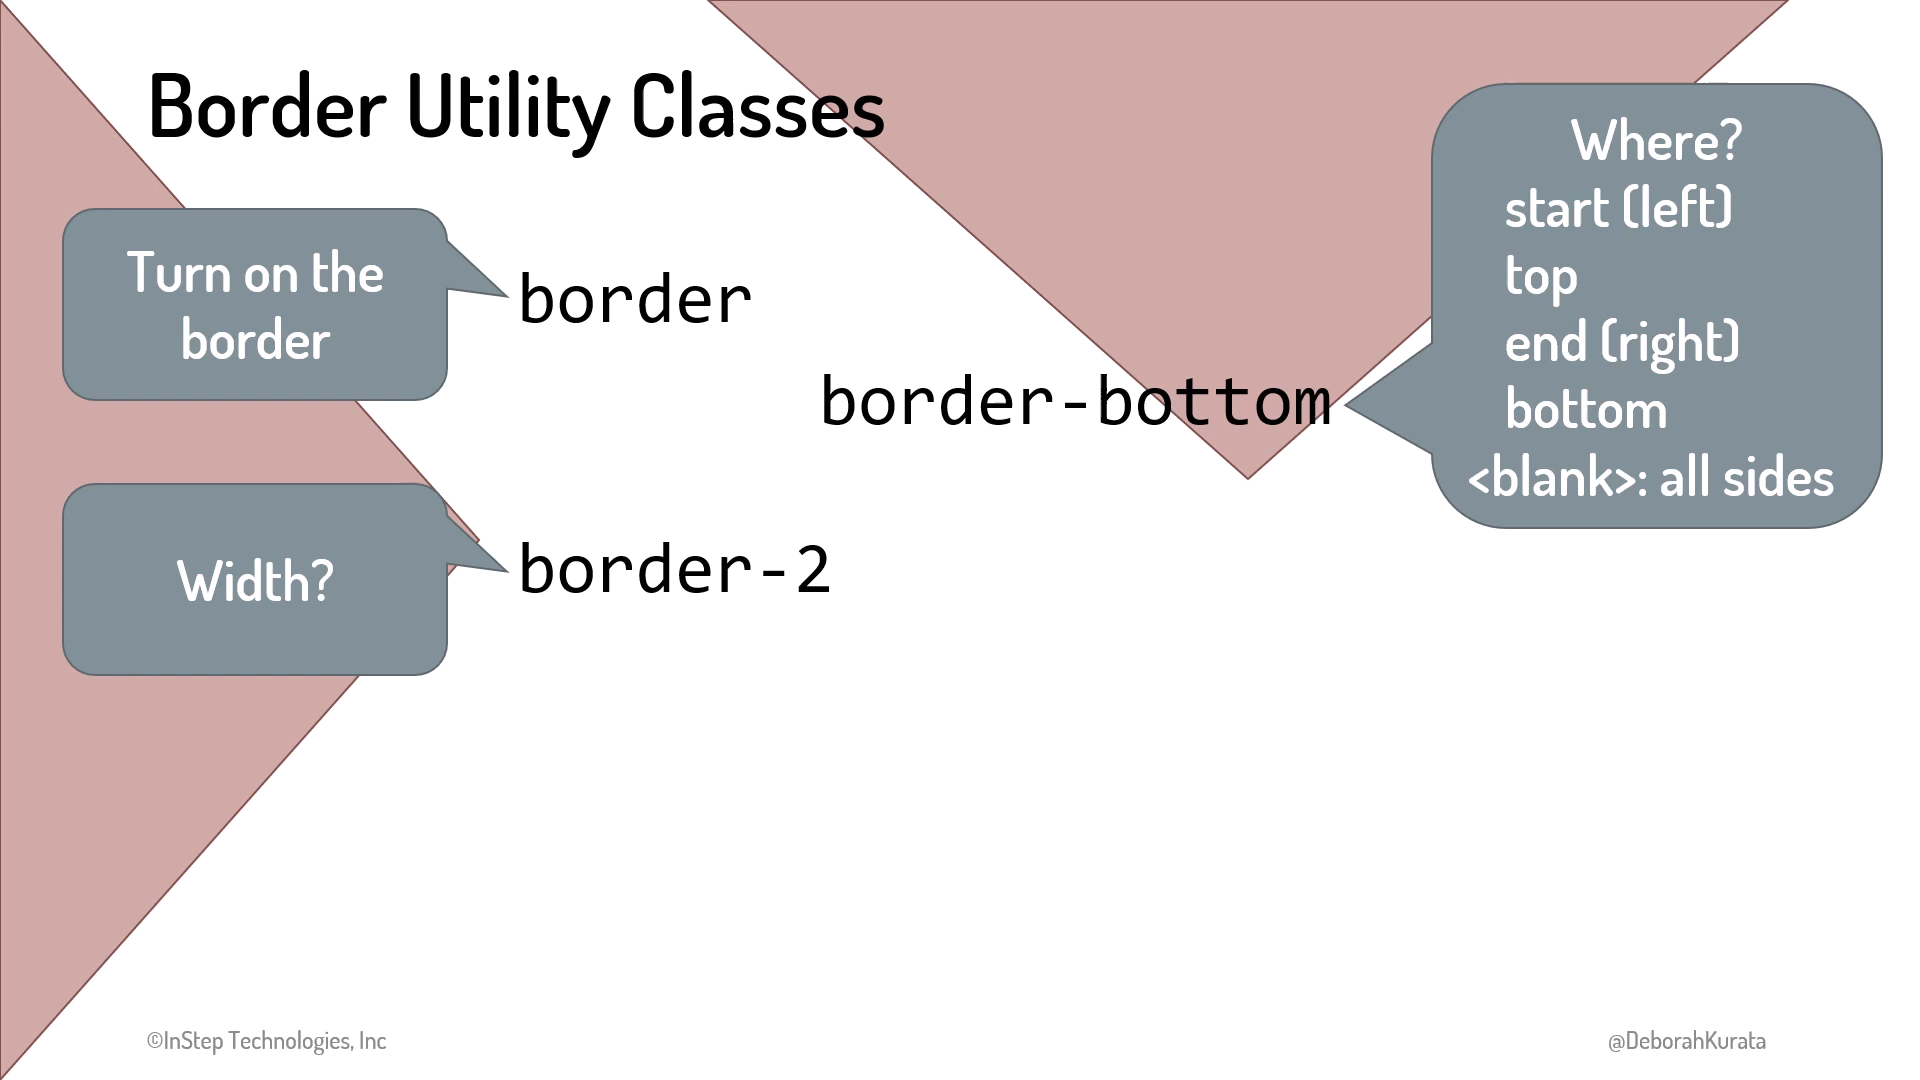 Border Utility Classes
Turn on the
border
border
Where?
start (left)
top
end (right)
bottom
<blank>: all sides
border-bottom
Width?
border-2
©InStep Technologies, Inc
@DeborahKurata